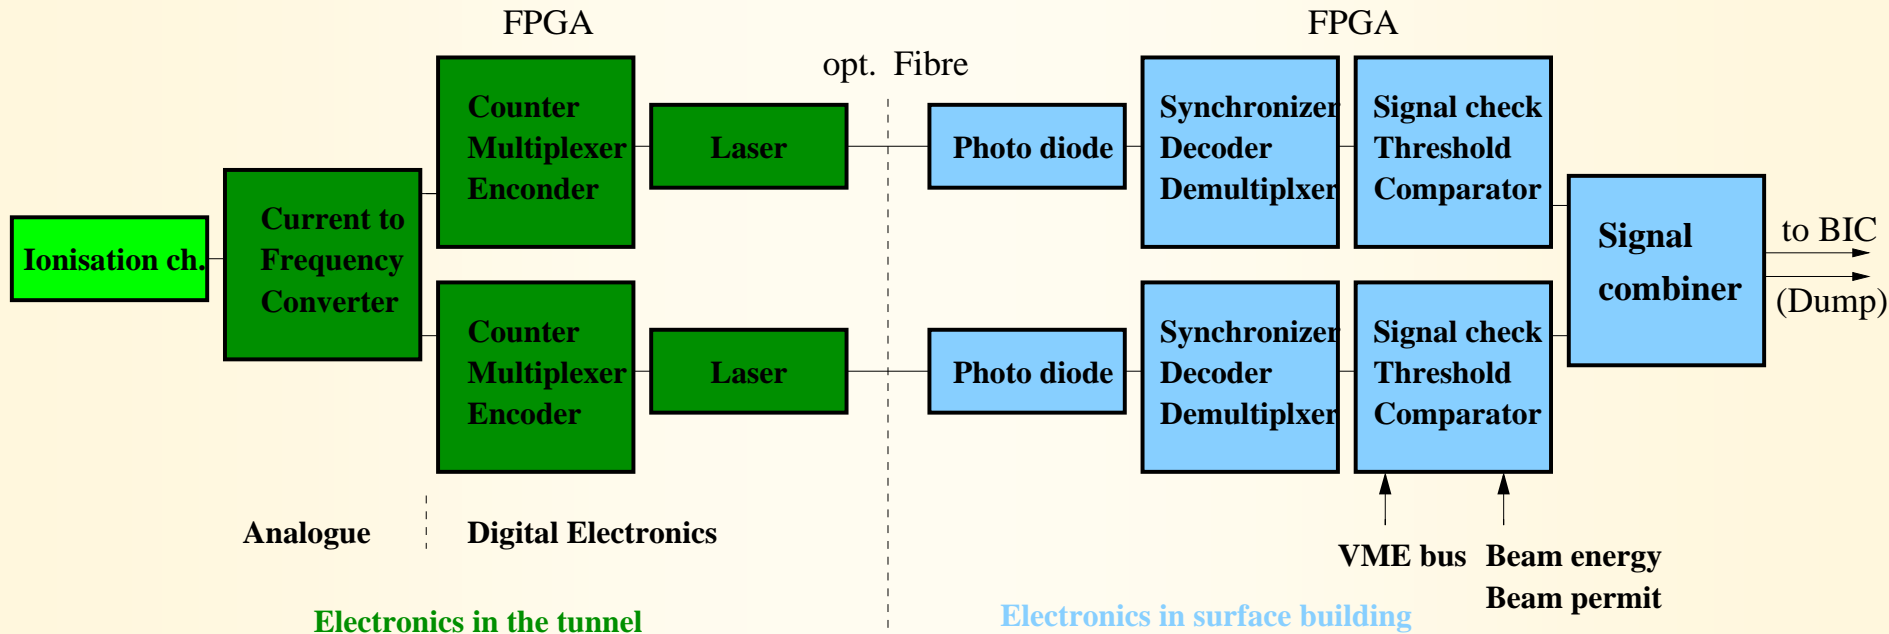 FPGA
FPGA
opt. Fibre
Counter
Multiplexer
Enconder
Laser
Photo diode
Synchronizer
Decoder
Demultiplxer
Signal check
Threshold
Comparator
Ionisation ch.
Current to
Frequency
Converter
Signal
combiner
to BIC
(Dump)
Counter
Multiplexer
Encoder
Laser
Photo diode
Synchronizer
Decoder
Demultiplxer
Signal check
Threshold
Comparator
Analogue
Digital Electronics
VME bus
Beam energy
Beam permit
Electronics in the tunnel
Electronics in surface building